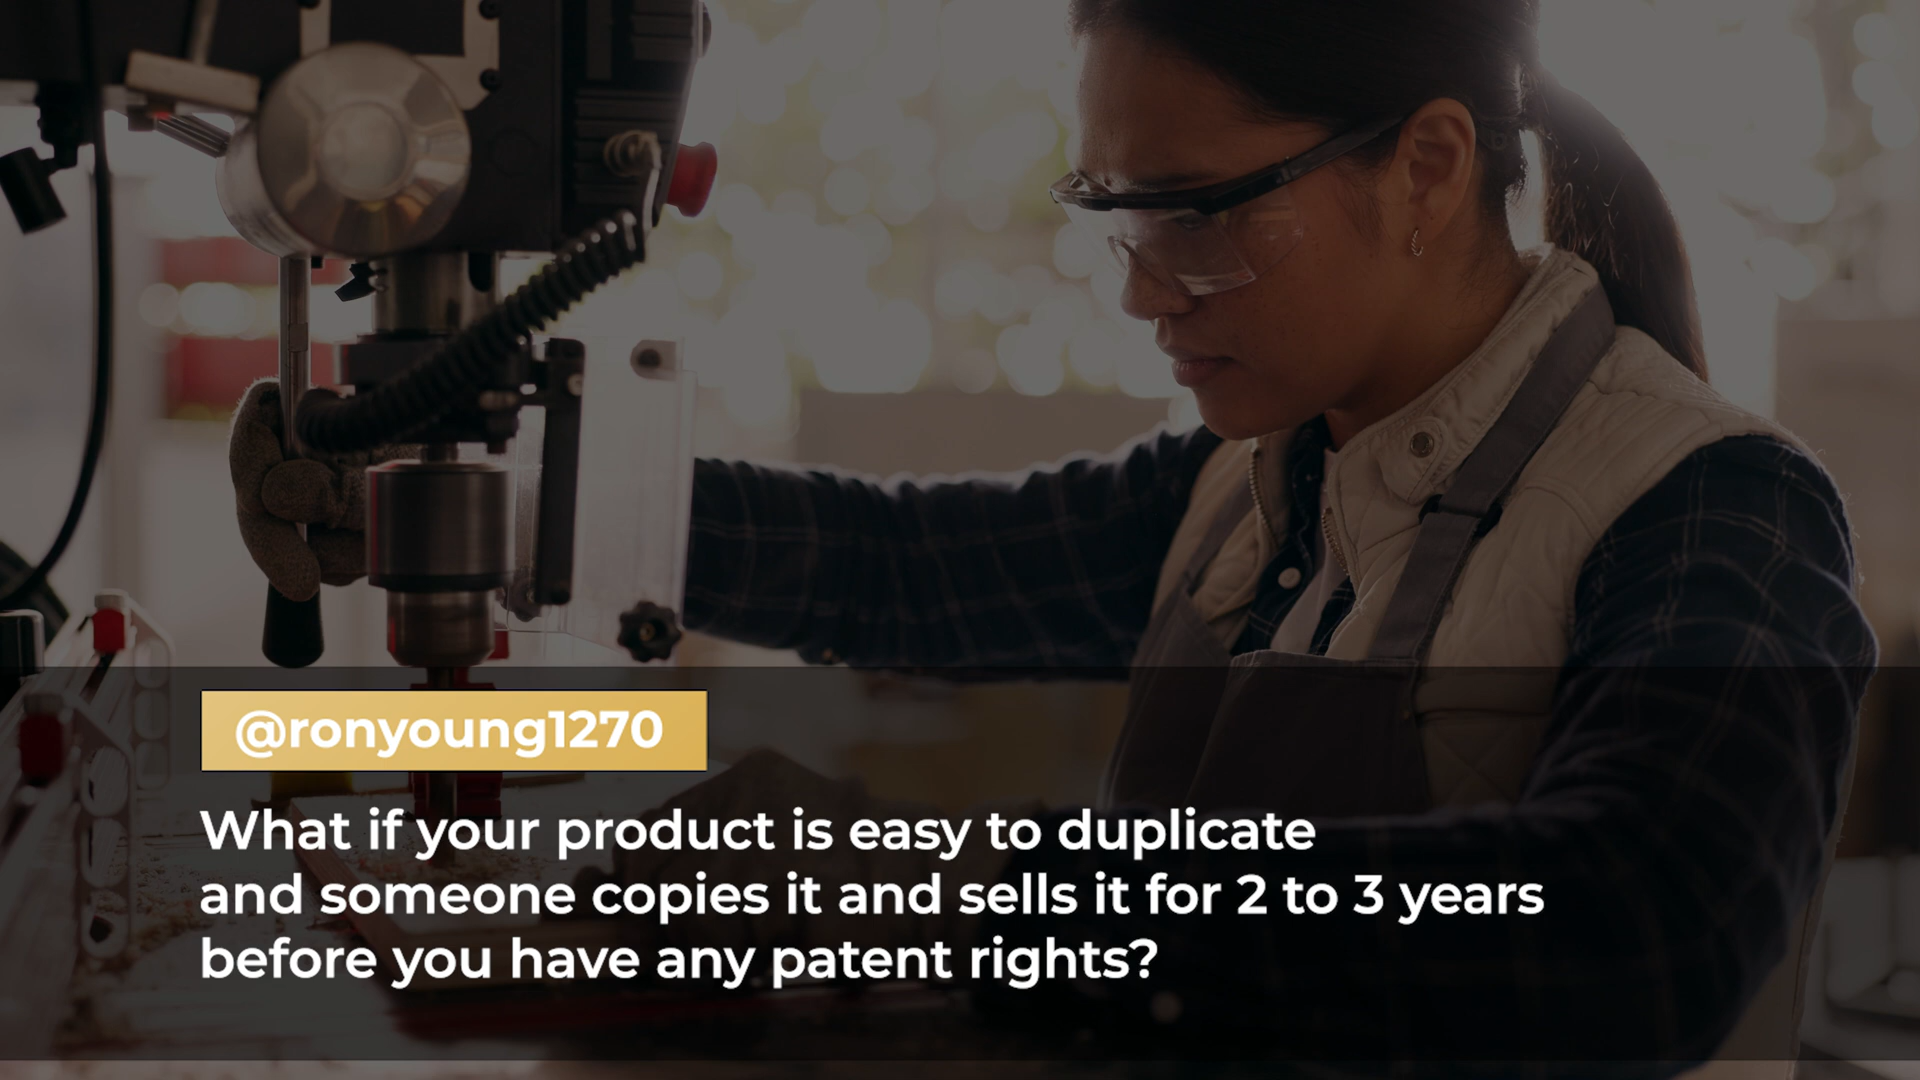 @ronyoung1270
What if your product is easy to duplicate
and someone copies it and sells it for 2 to 3 years
before you have any patent rights?